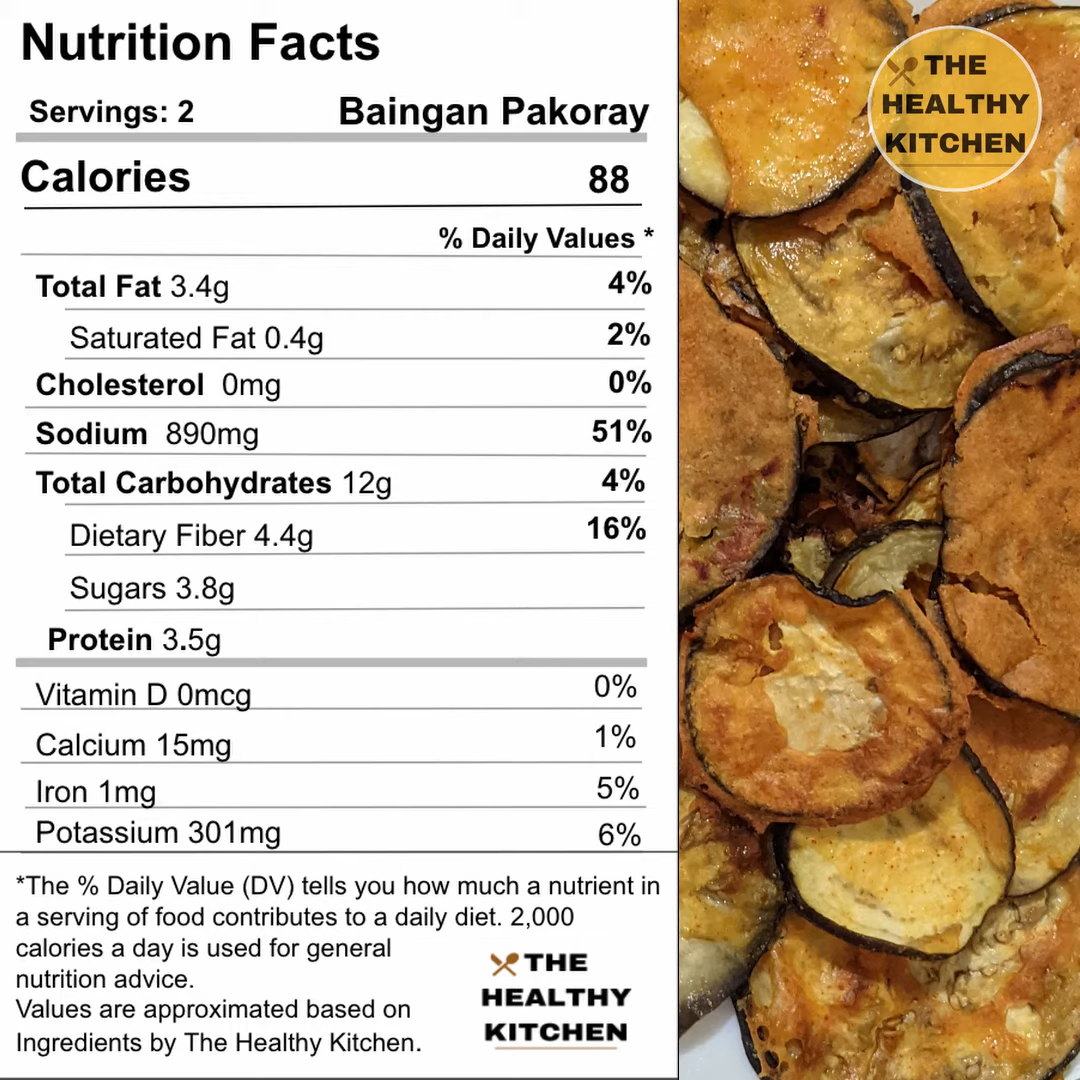 Nutrition Facts
Servings: 2 Baingan Pakoray
Calories 88
% Daily Values *
Total Fat 3.4g 4%
Saturated Fat 0.4g 2%
Cholesterol 0mg 0%
Sodium 890mg 51%
Total Carbohydrates 12g 4%
Dietary Fiber 4.4g 16%
Sugars 3.8g
Protein 3.5g
Vitamin D 0mcg 0%
Calcium 15mg 1%
Iron 1mg 5%
Potassium 301mg 6%
*The % Daily Value (DV) tells you how much a nutrient in
a serving of food contributes to a daily diet. 2,000
calories a day is used for general
nutrition advice.
Values are approximated based on
Ingredients by The Healthy Kitchen.
THE
HEALTHY
KITCHEN
THE
HEALTHY
KITCHEN